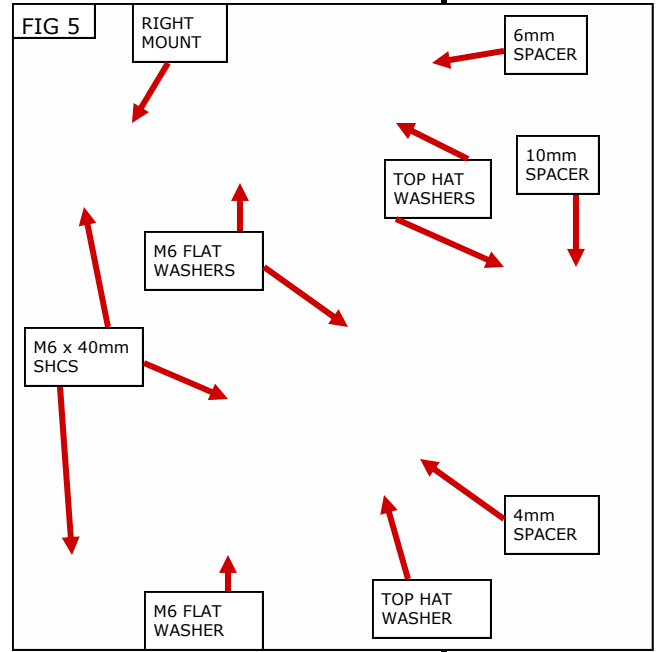 FIG 5
RIGHT
MOUNT
6mm
SPACER
10mm
SPACER
TOP HAT
WASHERS
M6 FLAT
WASHERS
M6 x 40mm
SHCS
4mm
SPACER
M6 FLAT
WASHER
TOP HAT
WASHER